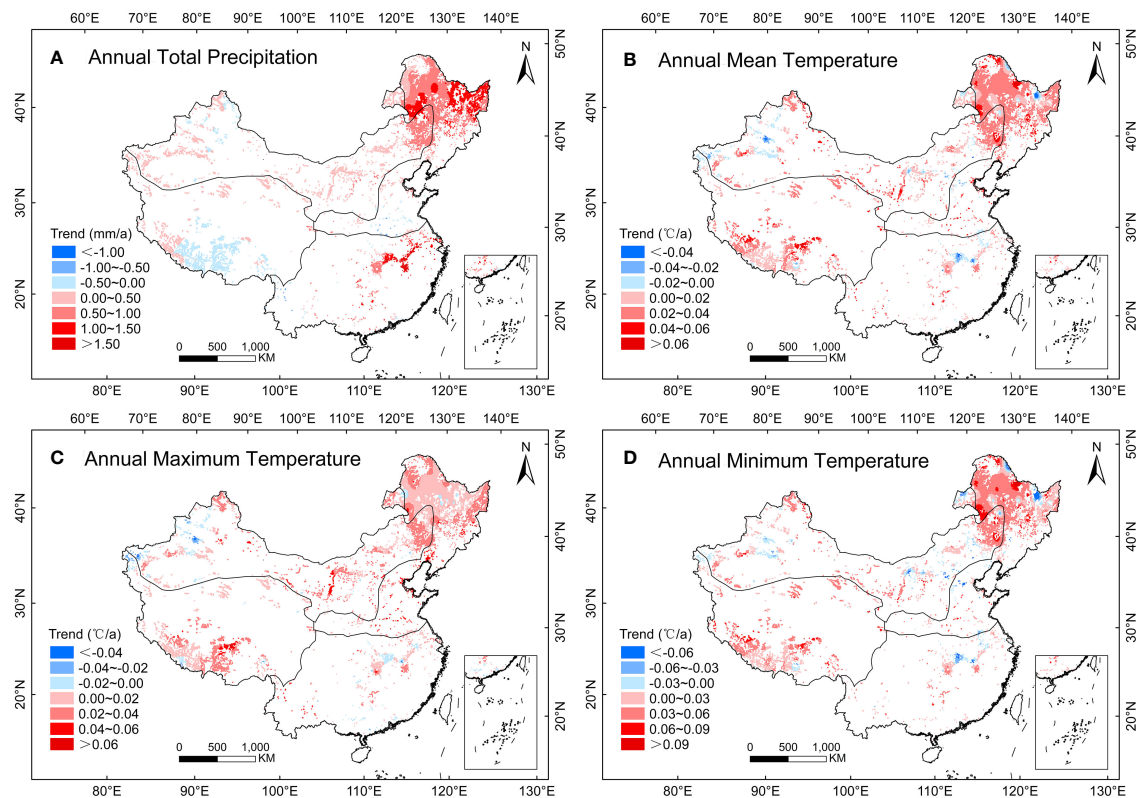 60°E 70°E 80°E 90°E 100°E 110°E 120°E 130°E 140°E
A Annual Total Precipitation
N
50°N
40°N
40°N
30°N
30°N
20°N
20°N
Trend (mm/a)
<-1.00
-1.00~-0.50
-0.50~0.00
0.00~0.50
0.50~1.00
1.00~1.50
>1.50
0 500 1,000
KM
80°E 90°E 100°E 110°E 120°E 130°E
60°E 70°E 80°E 90°E 100°E 110°E 120°E 130°E 140°E
B Annual Mean Temperature
N
50°N
40°N
40°N
30°N
30°N
20°N
20°N
Trend (℃/a)
<-0.04
-0.04~-0.02
-0.02~0.00
0.00~0.02
0.02~0.04
0.04~0.06
>0.06
0 500 1,000
KM
80°E 90°E 100°E 110°E 120°E 130°E
60°E 70°E 80°E 90°E 100°E 110°E 120°E 130°E 140°E
C Annual Maximum Temperature
N
50°N
40°N
40°N
30°N
30°N
20°N
20°N
Trend (℃/a)
<-0.04
-0.04~-0.02
-0.02~0.00
0.00~0.02
0.02~0.04
0.04~0.06
>0.06
0 500 1,000
KM
80°E 90°E 100°E 110°E 120°E 130°E
60°E 70°E 80°E 90°E 100°E 110°E 120°E 130°E 140°E
D Annual Minimum Temperature
N
50°N
40°N
40°N
30°N
30°N
20°N
20°N
Trend (℃/a)
<-0.06
-0.06~-0.03
-0.03~0.00
0.00~0.03
0.03~0.06
0.06~0.09
>0.09
0 500 1,000
KM
80°E 90°E 100°E 110°E 120°E 130°E